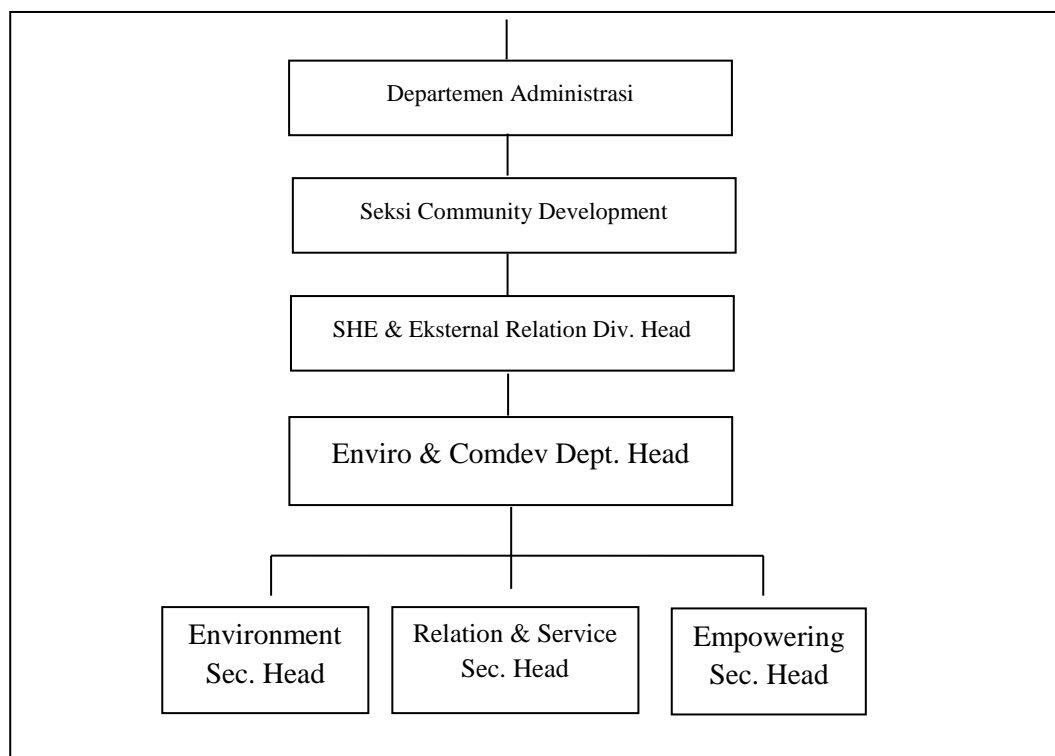 Departemen Administrasi
Seksi Community Development
SHE & Eksternal Relation Div. Head
Enviro & Comdev Dept. Head
Environment
Sec. Head
Relation & Service
Sec. Head
Empowering
Sec. Head